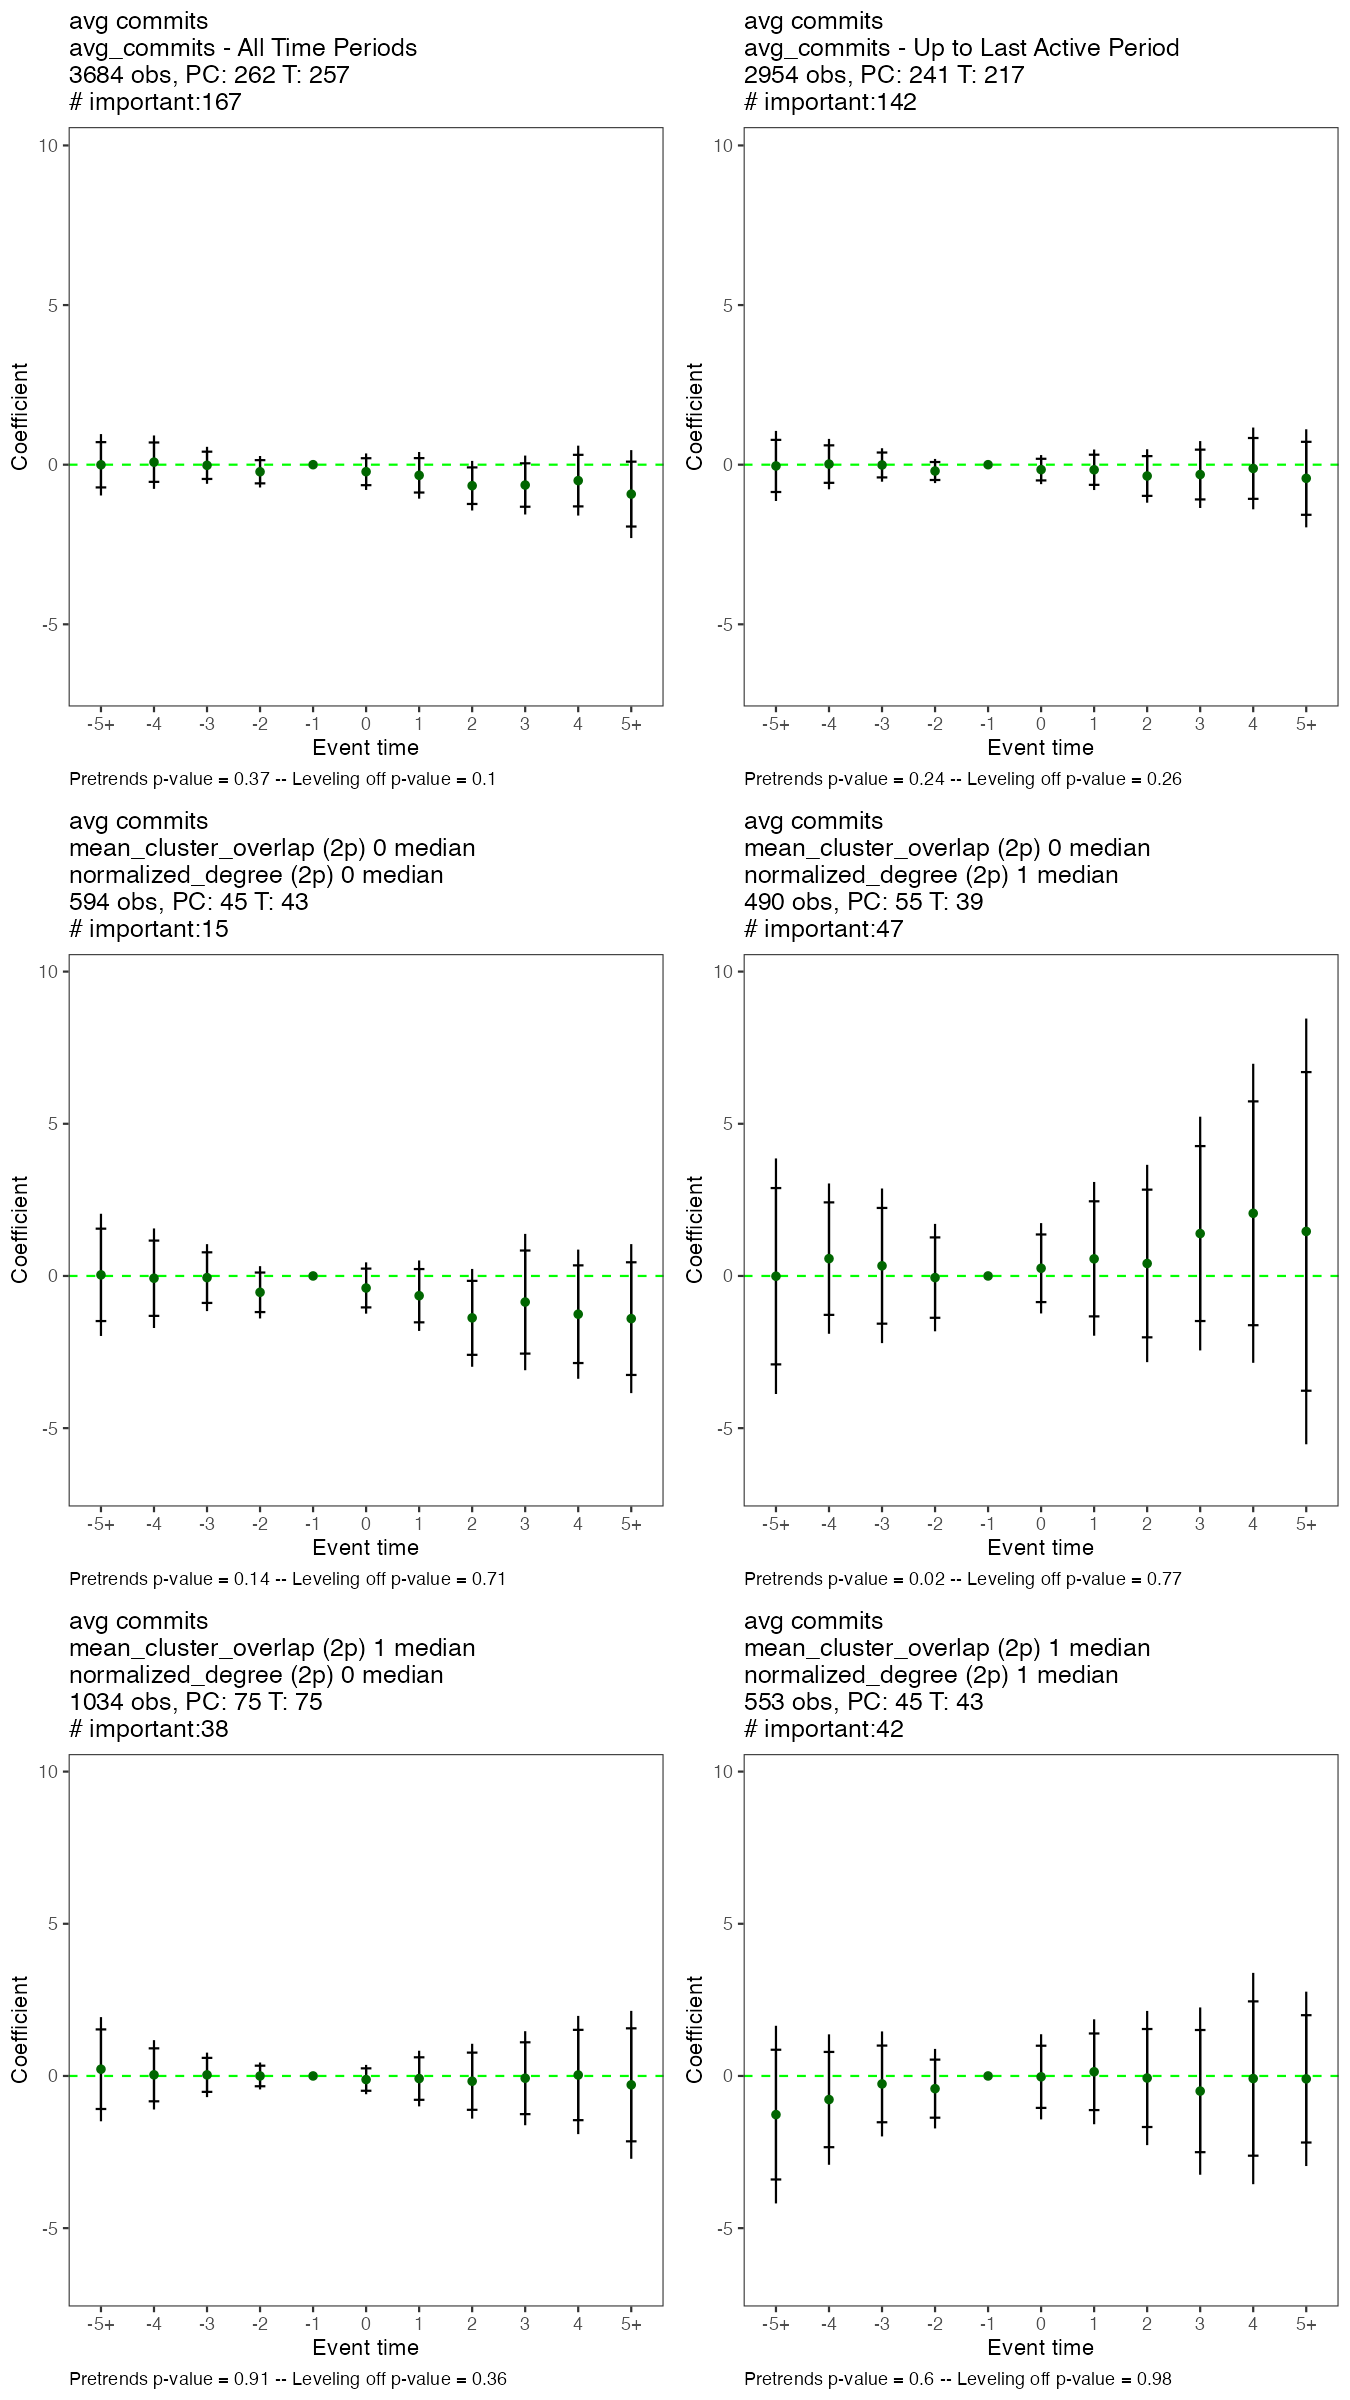 avg commits
avg_commits - All Time Periods
3684 obs, PC: 262 T: 257
# important:167
10
5
0
-5
Coefficient
-5+ -4 -3 -2 -1 0 1 2 3 4 5+
Event time
Pretrends p-value = 0.37 -- Leveling off p-value = 0.1
avg commits
avg_commits - Up to Last Active Period
2954 obs, PC: 241 T: 217
# important:142
10
5
0
-5
Coefficient
-5+ -4 -3 -2 -1 0 1 2 3 4 5+
Event time
Pretrends p-value = 0.24 -- Leveling off p-value = 0.26
avg commits
mean_cluster_overlap (2p) 0 median
normalized_degree (2p) 0 median
594 obs, PC: 45 T: 43
# important:15
10
5
0
-5
Coefficient
-5+ -4 -3 -2 -1 0 1 2 3 4 5+
Event time
Pretrends p-value = 0.14 -- Leveling off p-value = 0.71
avg commits
mean_cluster_overlap (2p) 0 median
normalized_degree (2p) 1 median
490 obs, PC: 55 T: 39
# important:47
10
5
0
-5
Coefficient
-5+ -4 -3 -2 -1 0 1 2 3 4 5+
Event time
Pretrends p-value = 0.02 -- Leveling off p-value = 0.77
avg commits
mean_cluster_overlap (2p) 1 median
normalized_degree (2p) 0 median
1034 obs, PC: 75 T: 75
# important:38
10
5
0
-5
Coefficient
-5+ -4 -3 -2 -1 0 1 2 3 4 5+
Event time
Pretrends p-value = 0.91 -- Leveling off p-value = 0.36
avg commits
mean_cluster_overlap (2p) 1 median
normalized_degree (2p) 1 median
553 obs, PC: 45 T: 43
# important:42
10
5
0
-5
Coefficient
-5+ -4 -3 -2 -1 0 1 2 3 4 5+
Event time
Pretrends p-value = 0.6 -- Leveling off p-value = 0.98